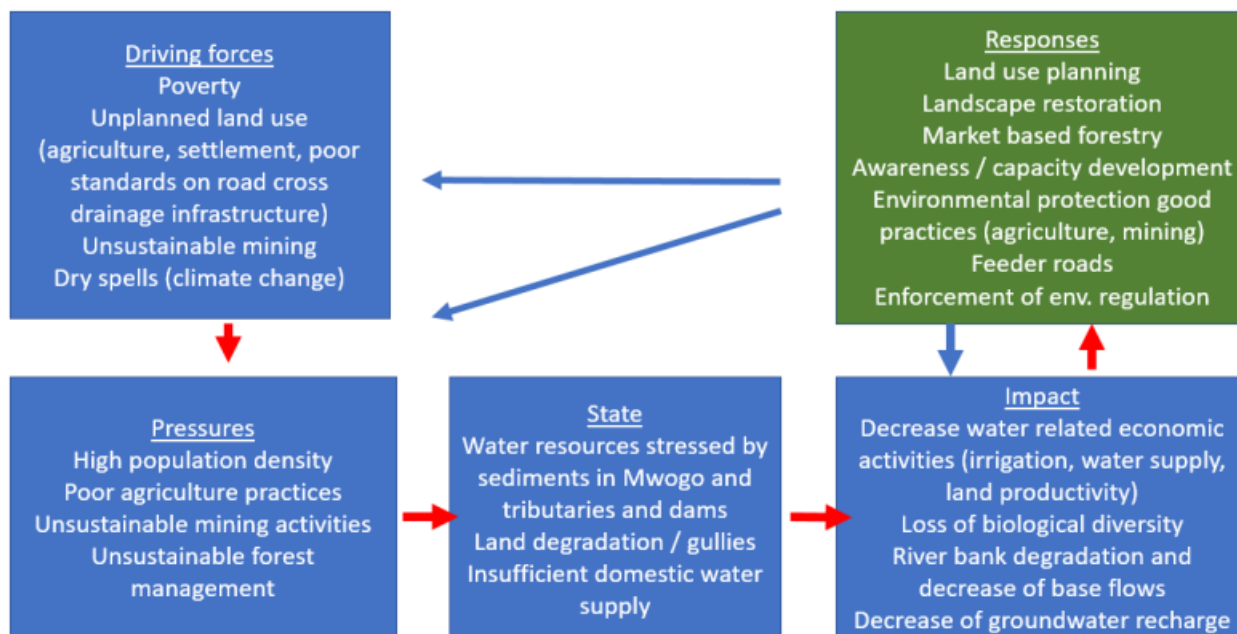 Driving forces
Poverty
Unplanned land use
(agriculture, settlement, poor
standards on road cross
drainage infrastructure)
Unsustainable mining
Dry spells (climate change)
Responses
Land use planning
Landscape restoration
Market based forestry
Awareness / capacity development
Environmental protection good
practices (agriculture, mining)
Feeder roads
Enforcement of env. regulation
Pressures
High population density
Poor agriculture practices
Unsustainable mining activities
Unsustainable forest
management
State
Water resources stressed by
sediments in Mwogo and
tributaries and dams
Land degradation / gullies
Insufficient domestic water
supply
Impact
Decrease water related economic
activities (irrigation, water supply,
land productivity)
Loss of biological diversity
River bank degradation and
decrease of base flows
Decrease of groundwater recharge